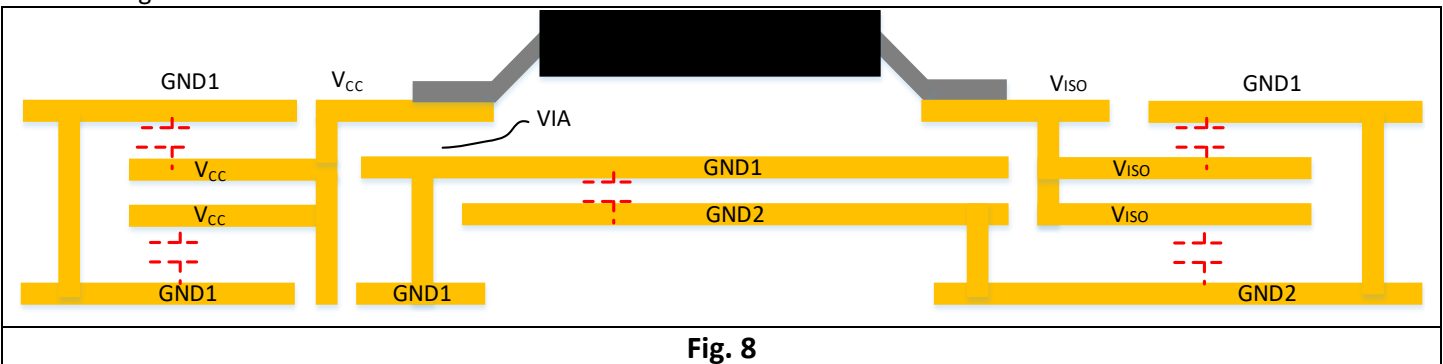 GND1 VCC VISO GND1
VIA
VCC GND1 VISO
VCC GND2 VISO
GND1 GND1 GND2
Fig. 8